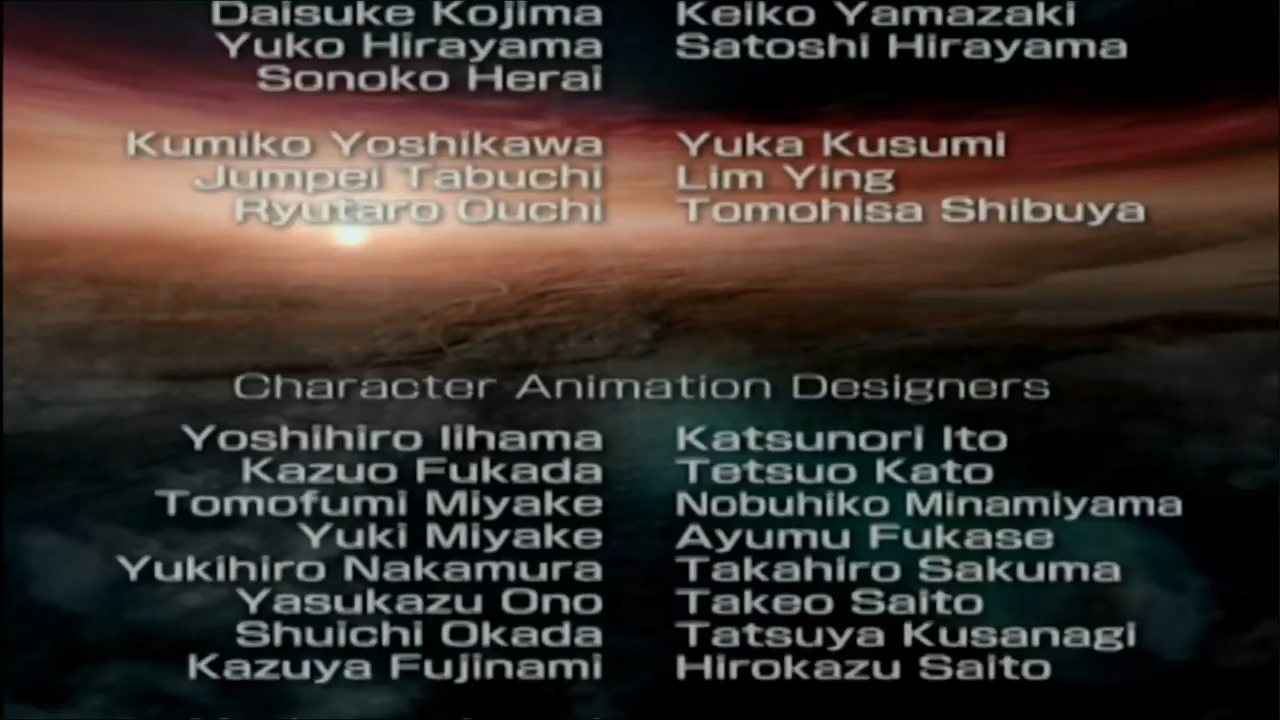 Daisuke Kojima Keiko Yamazaki
Yuko Hirayama Satoshi Hirayama
Sonoko Herai
Kumiko Yoshikawa Yuka Kusumi
Jumpei Tabuchi Lim Ying
Ryutaro Ouchi Tomohisa Shibuya
Character Animation Designers
Yoshihiro Iihama Katsunori Ito
Kazuo Fukada Tetsuo Kato
Tomofumi Miyake Nobuhiko Minamiyama
Yuki Miyake Ayumu Fukase
Yukihiro Nakamura Takahiro Sakuma
Yasukazu Ono Takeo Saito
Shuichi Okada Tatsuya Kusanagi
Kazuya Fujinami Hirokazu Saito